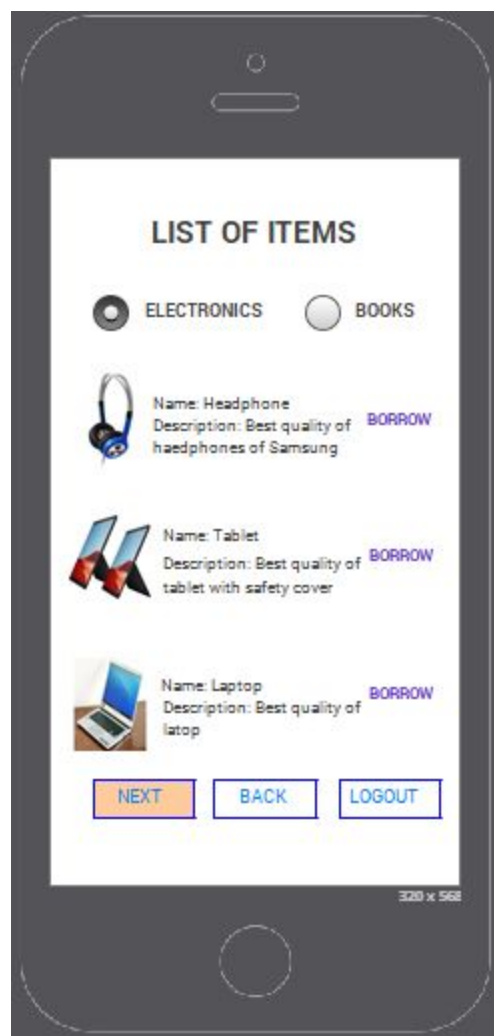 LIST OF ITEMS
ELECTRONICS
BOOKS
Name: Headphone
Description: Best quality of
haedphones of Samsung
BORROW
Name: Tablet
Description: Best quality of
tablet with safety cover
BORROW
Name: Laptop
Description: Best quality of
latop
BORROW
NEXT
BACK
LOGOUT
320 x 568